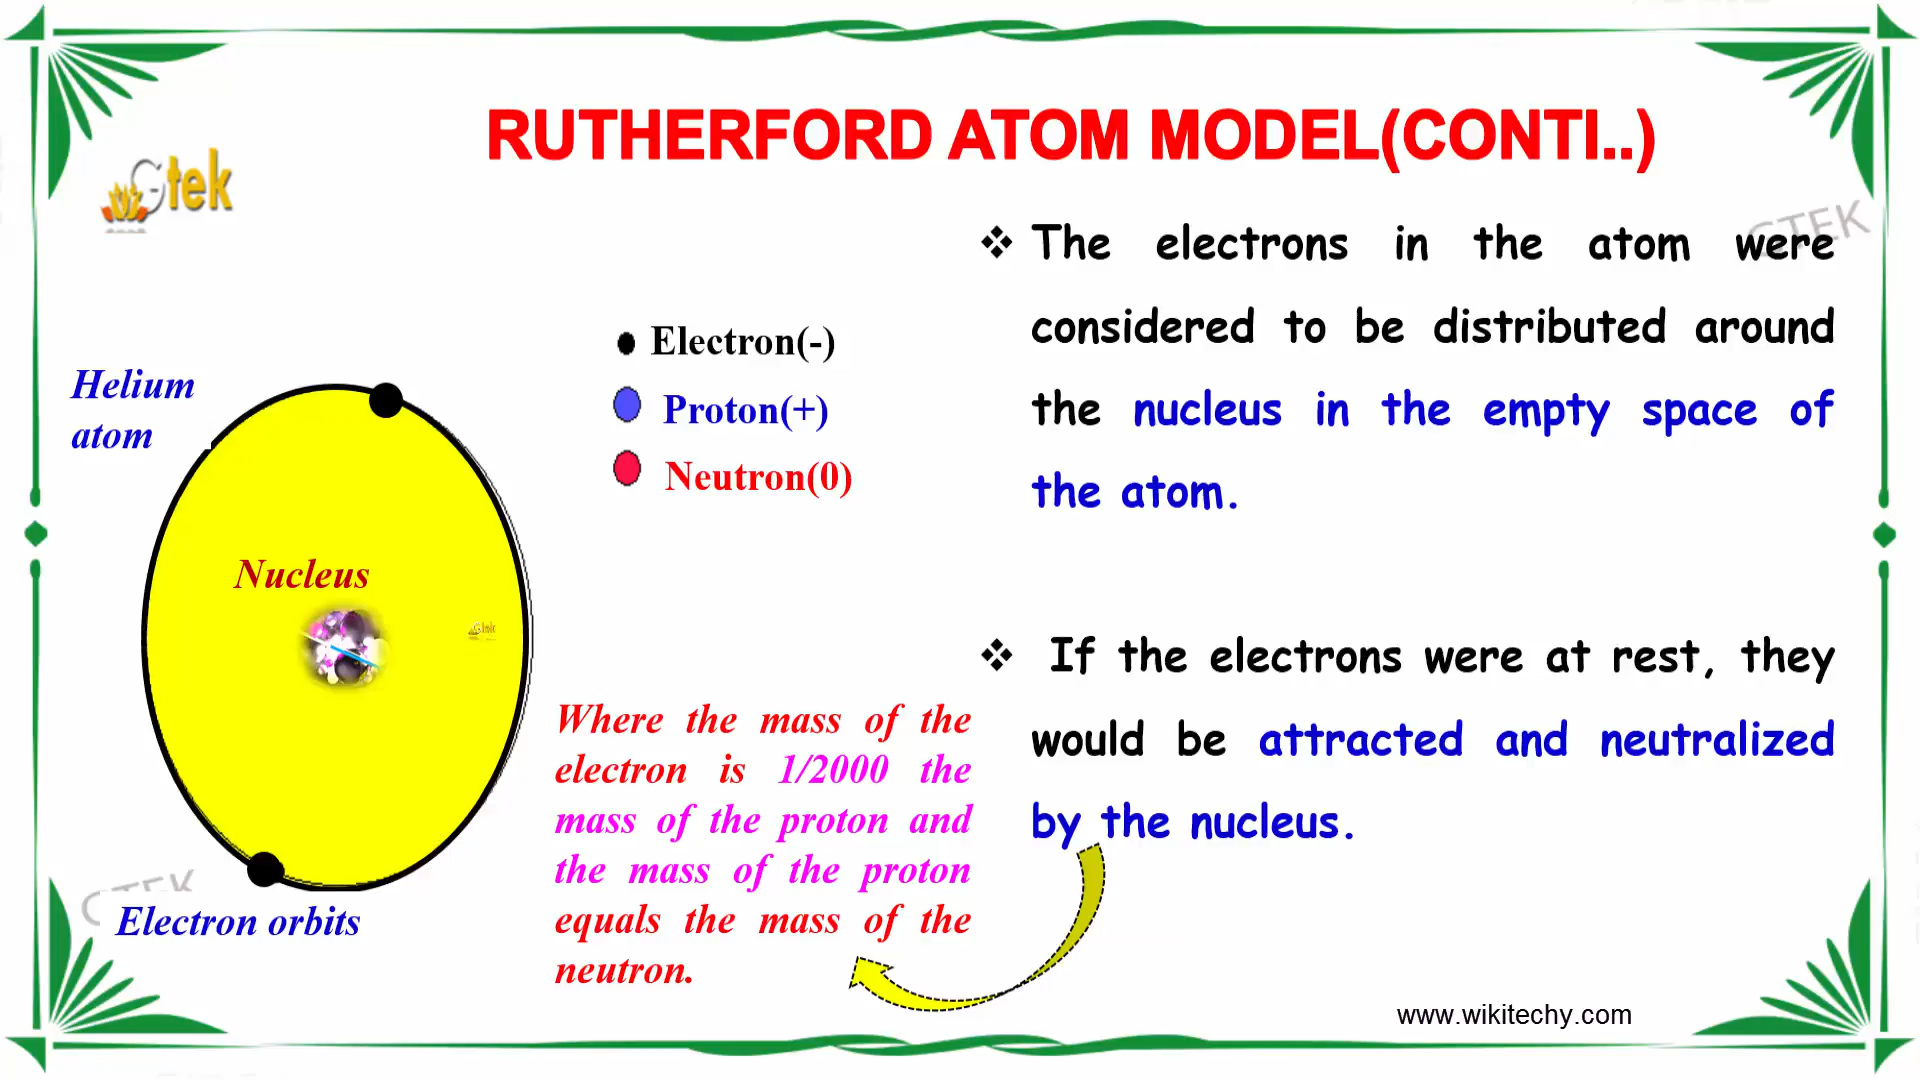 RUTHERFORD ATOM MODEL(CONTI..)
Gtek
GTEK
❖ The electrons in the atom were
considered to be distributed around
the nucleus in the empty space of
the atom.
Electron(-)
Proton(+)
Neutron(0)
Helium
atom
Nucleus
Gtek
❖ If the electrons were at rest, they
would be attracted and neutralized
by the nucleus.
Where the mass of the
electron is 1/2000 the
mass of the proton and
the mass of the proton
equals the mass of the
neutron.
GTEK
Electron orbits
www.wikitechy.com